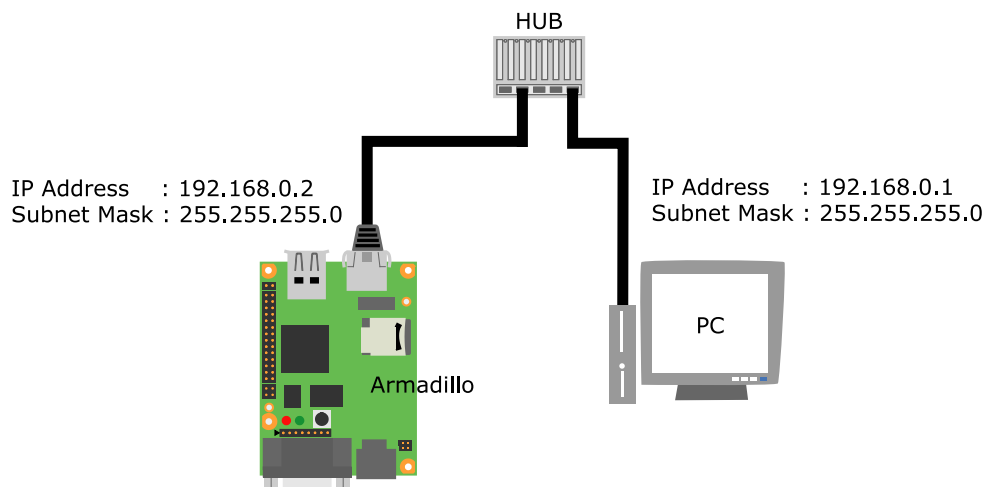 HUB
IP Address : 192.168.0.2
Subnet Mask : 255.255.255.0
IP Address : 192.168.0.1
Subnet Mask : 255.255.255.0
PC
Armadillo